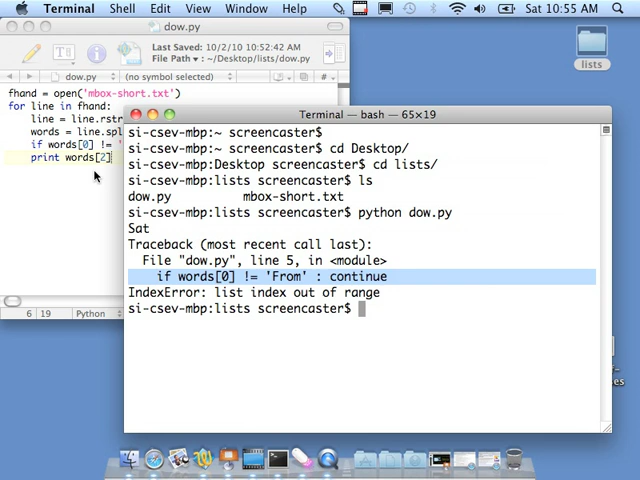 Terminal Shell Edit View Window Help Sat 10:55 AM
dow.py
Last Saved: 10/2/10 10:52:42 AM
File Path ▾: ~/Desktop/lists/dow.py
dow.py (no symbol selected)
fhand = open('mbox-short.txt')
for line in fhand:
line = line.rstr
words = line.spl
if words[0] != '
print words[2]
6 19 Python
Terminal — bash — 65×19
si-csev-mbp:~ screencaster$
si-csev-mbp:~ screencaster$ cd Desktop/
si-csev-mbp:Desktop screencaster$ cd lists/
si-csev-mbp:lists screencaster$ ls
dow.py mbox-short.txt
si-csev-mbp:lists screencaster$ python dow.py
Sat
Traceback (most recent call last):
File "dow.py", line 5, in <module>
if words[0] != 'From' : continue
IndexError: list index out of range
si-csev-mbp:lists screencaster$
lists